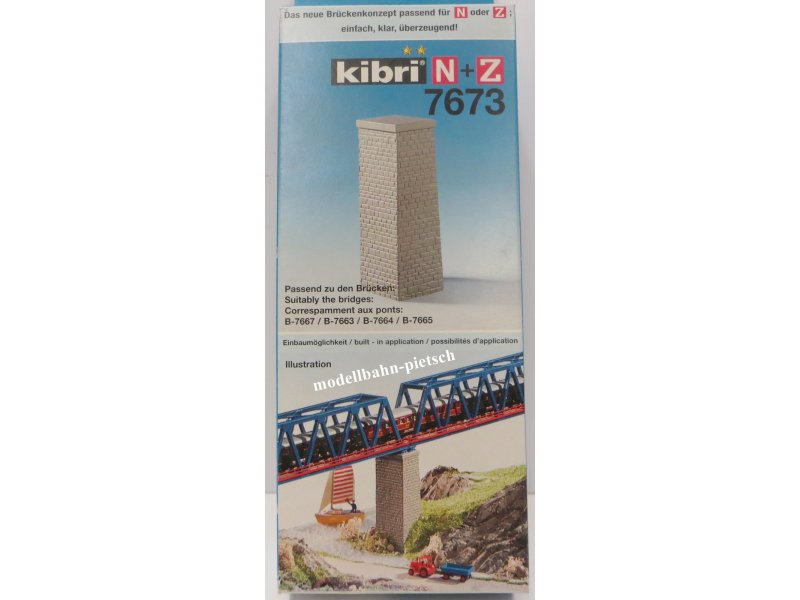 Das neue Brückenkonzept passend für N oder Z;
einfach, klar, überzeugend!
kibri® N+Z
7673
Passend zu den Brücken:
Suitably the bridges:
Correspamment aux ponts:
B-7667 / B-7663 / B-7664 / B-7665
Einbaumöglichkeit / built - in application / possibilités d'application
Illustration
modellbahn-pietsch